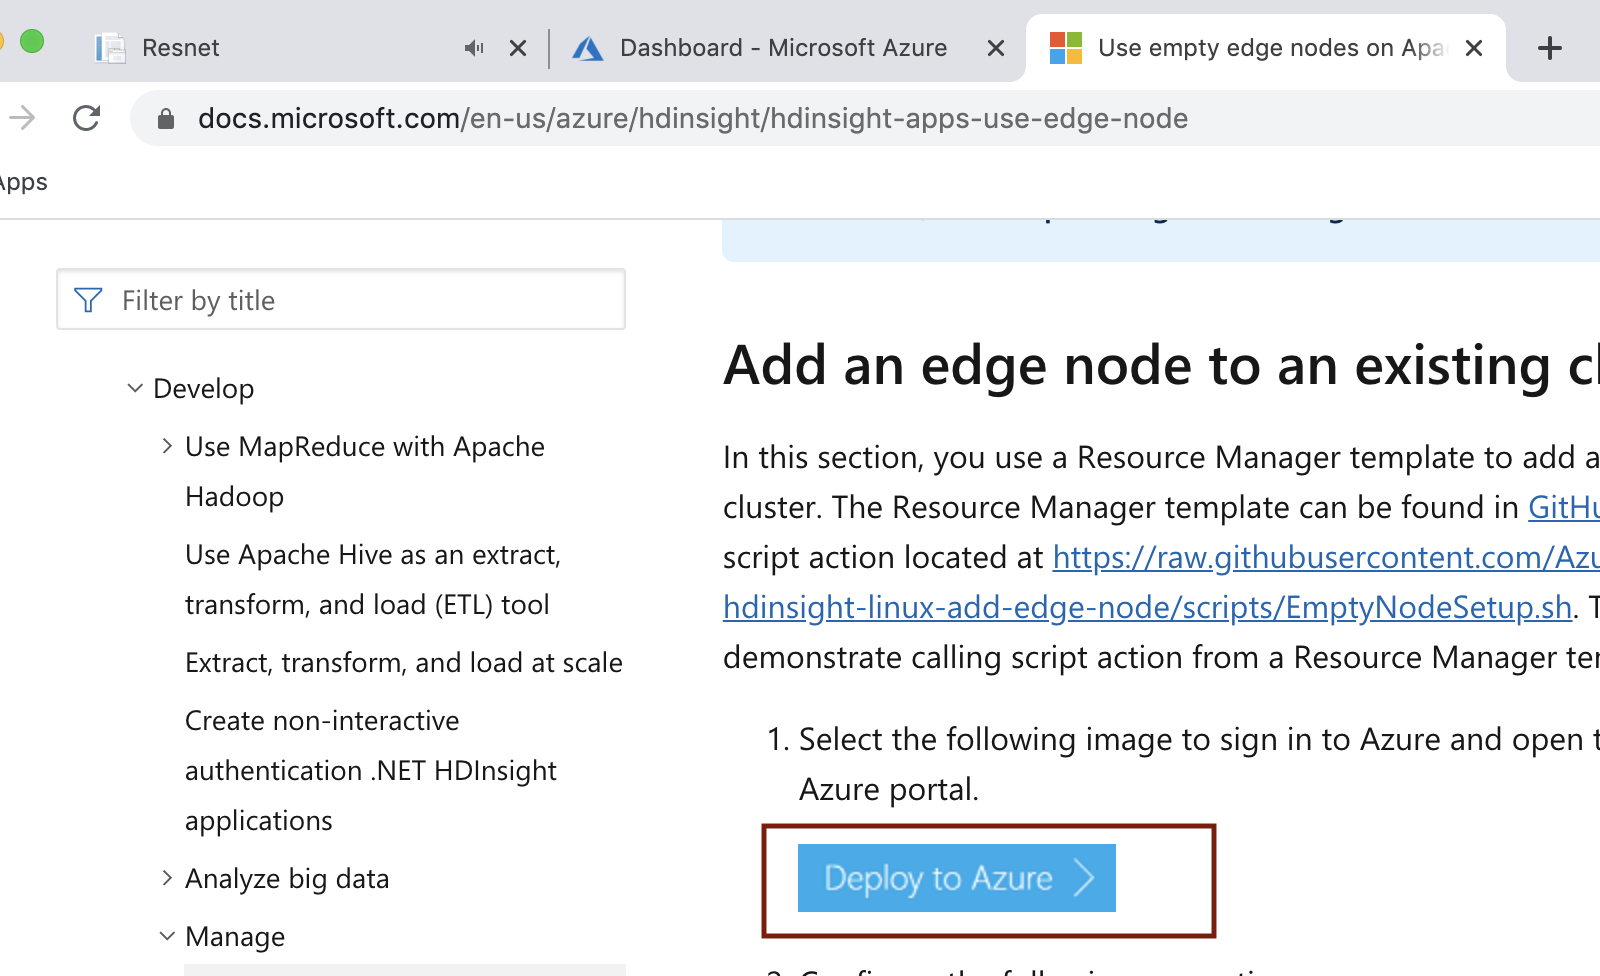 Resnet
Dashboard - Microsoft Azure
Use empty edge nodes on Apa
docs.microsoft.com/en-us/azure/hdinsight/hdinsight-apps-use-edge-node
Apps
Filter by title
Develop
Use MapReduce with Apache
Hadoop
Use Apache Hive as an extract,
transform, and load (ETL) tool
Extract, transform, and load at scale
Create non-interactive
authentication .NET HDInsight
applications
Analyze big data
Manage
Add an edge node to an existing cl
In this section, you use a Resource Manager template to add a
cluster. The Resource Manager template can be found in GitHu
script action located at https://raw.githubusercontent.com/Azu
hdinsight-linux-add-edge-node/scripts/EmptyNodeSetup.sh. T
demonstrate calling script action from a Resource Manager ter
1. Select the following image to sign in to Azure and open t
Azure portal.
Deploy to Azure